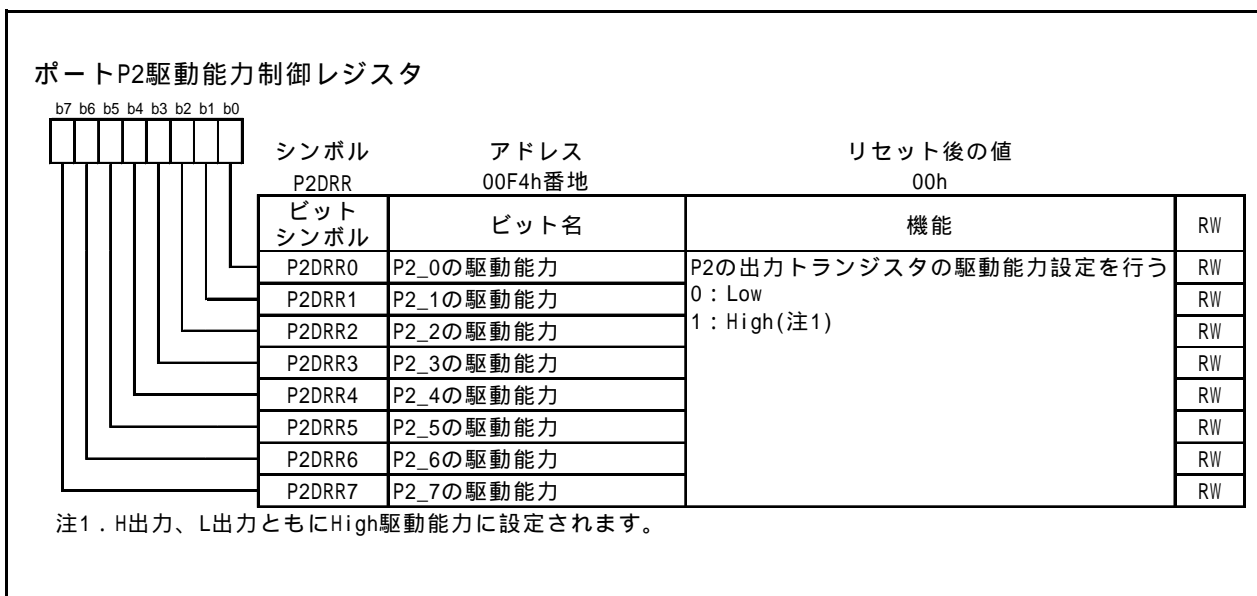 ポートP2駆動能力制御レジスタ
b7 b6 b5 b4 b3 b2 b1 b0
シンボル アドレス リセット後の値
P2DRR 00F4h番地 00h
ビット
シンボル ビット名 機能 RW
P2DRR0 P2_0の駆動能力 P2の出力トランジスタの駆動能力設定を行う RW
P2DRR1 P2_1の駆動能力 0：Low RW
P2DRR2 P2_2の駆動能力 1：High(注1) RW
P2DRR3 P2_3の駆動能力 RW
P2DRR4 P2_4の駆動能力 RW
P2DRR5 P2_5の駆動能力 RW
P2DRR6 P2_6の駆動能力 RW
P2DRR7 P2_7の駆動能力 RW
注1．H出力、L出力ともにHigh駆動能力に設定されます。